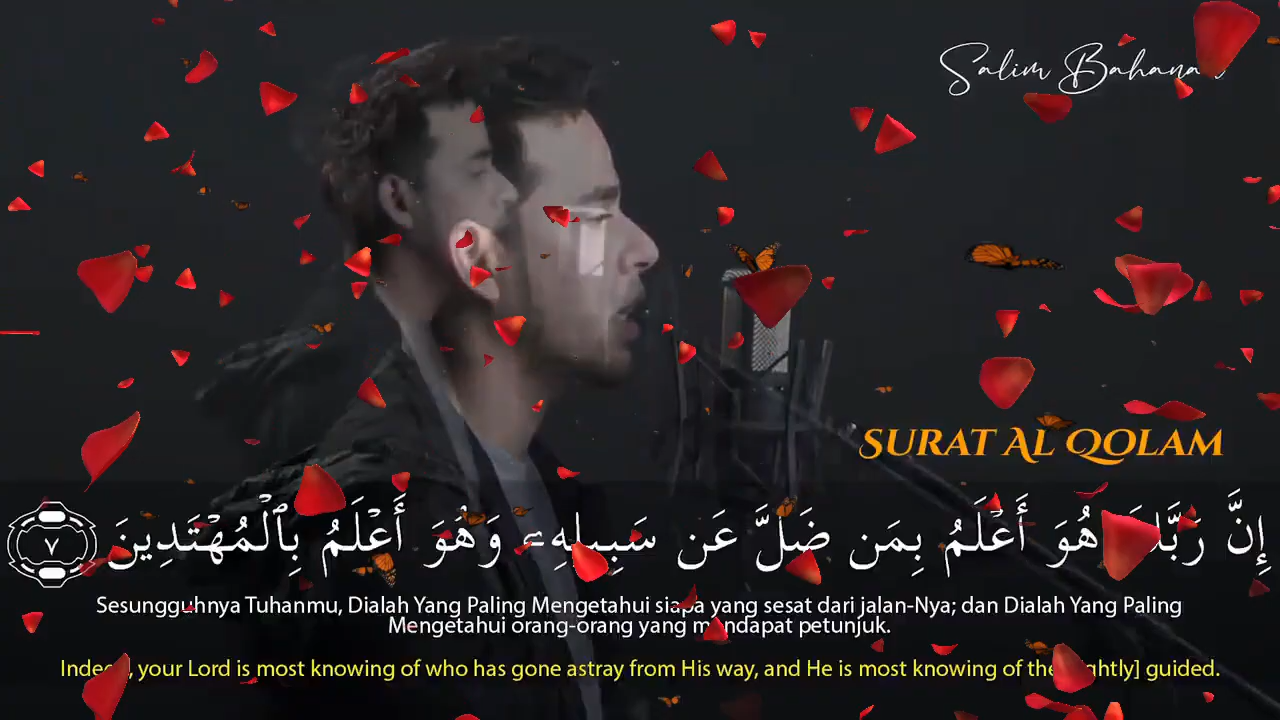 Salim Bahanan
SURAT AL QOLAM
إِنَّ رَبَّكَ هُوَ أَعْلَمُ بِمَن ضَلَّ عَن سَبِيلِهِۦ وَهُوَ أَعْلَمُ بِٱلْمُهْتَدِينَ ٧
Sesungguhnya Tuhanmu, Dialah Yang Paling Mengetahui siapa yang sesat dari jalan-Nya; dan Dialah Yang Paling
Mengetahui orang-orang yang mendapat petunjuk.
Indeed, your Lord is most knowing of who has gone astray from His way, and He is most knowing of the [rightly] guided.